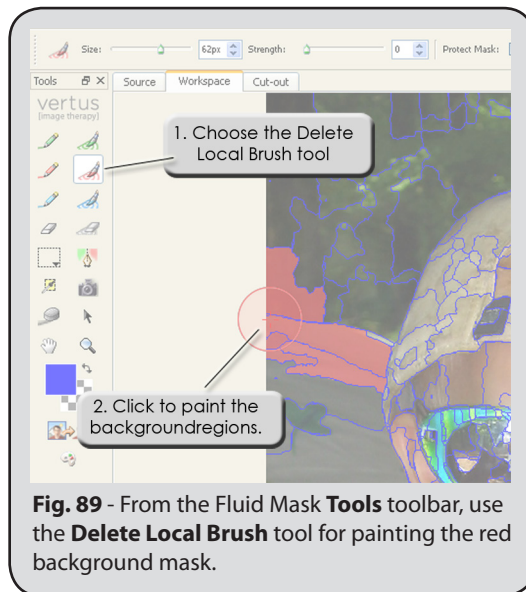 Size: 62px Strength: 0 Protect Mask:
Tools Source Workspace Cut-out
vertus
[image therapy]
1. Choose the Delete
Local Brush tool
2. Click to paint the
backgroundregions.
Fig. 89 - From the Fluid Mask Tools toolbar, use
the Delete Local Brush tool for painting the red
background mask.